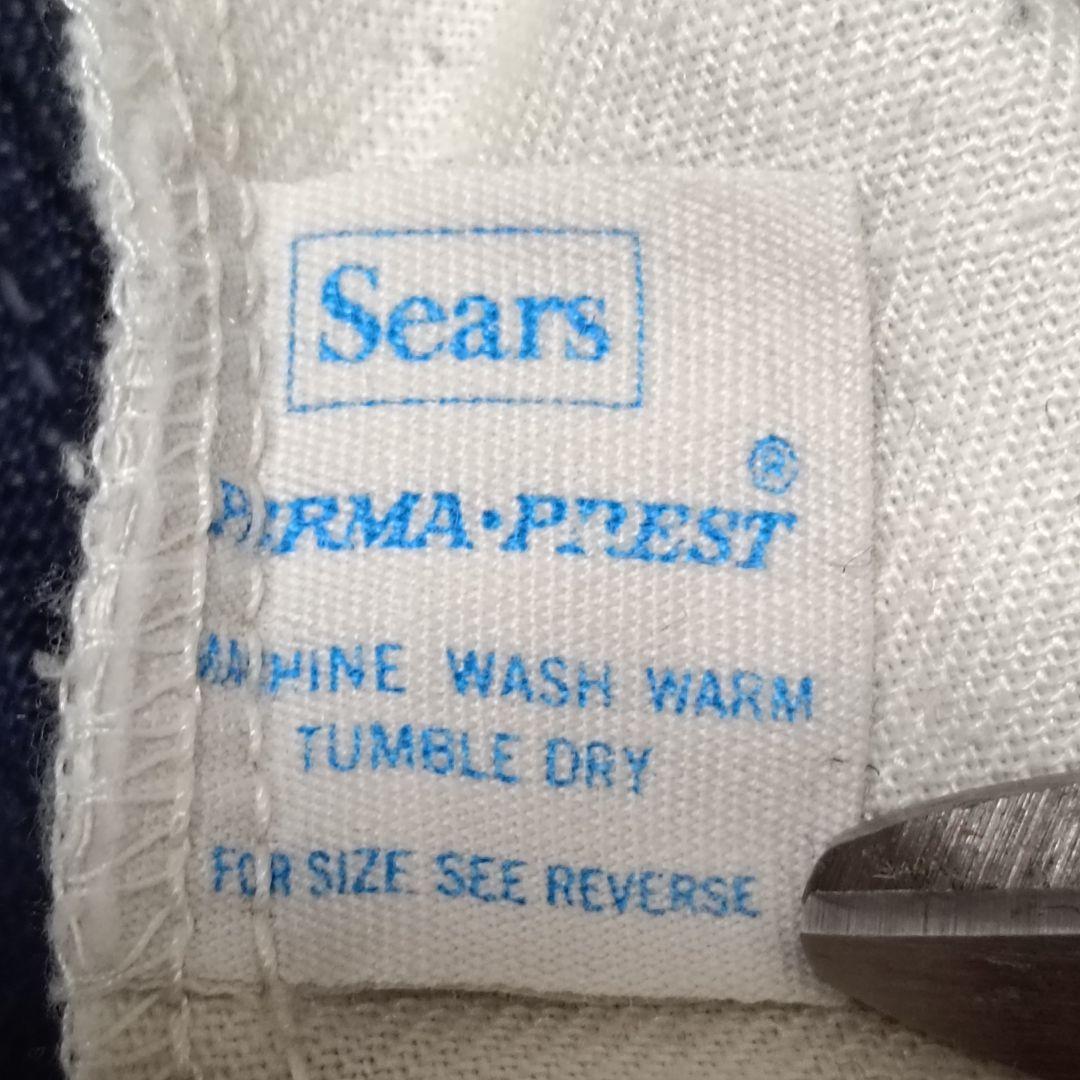 Sears
®
PERMA·PREST
MACHINE WASH WARM
TUMBLE DRY
FOR SIZE SEE REVERSE